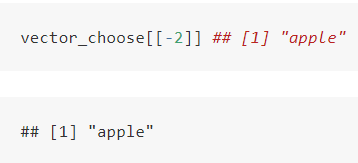 vector_choose[[-2]] ## [1] "apple"
## [1] "apple"